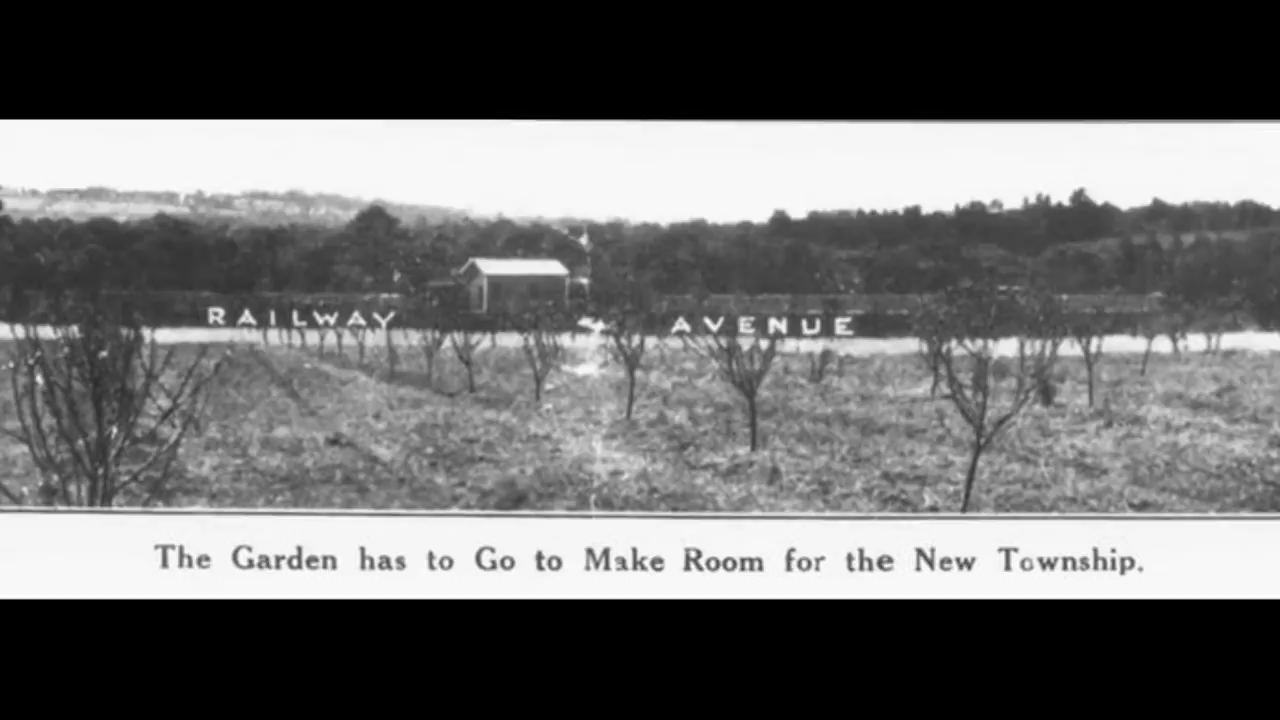 RAILWAY AVENUE
The Garden has to Go to Make Room for the New Township.